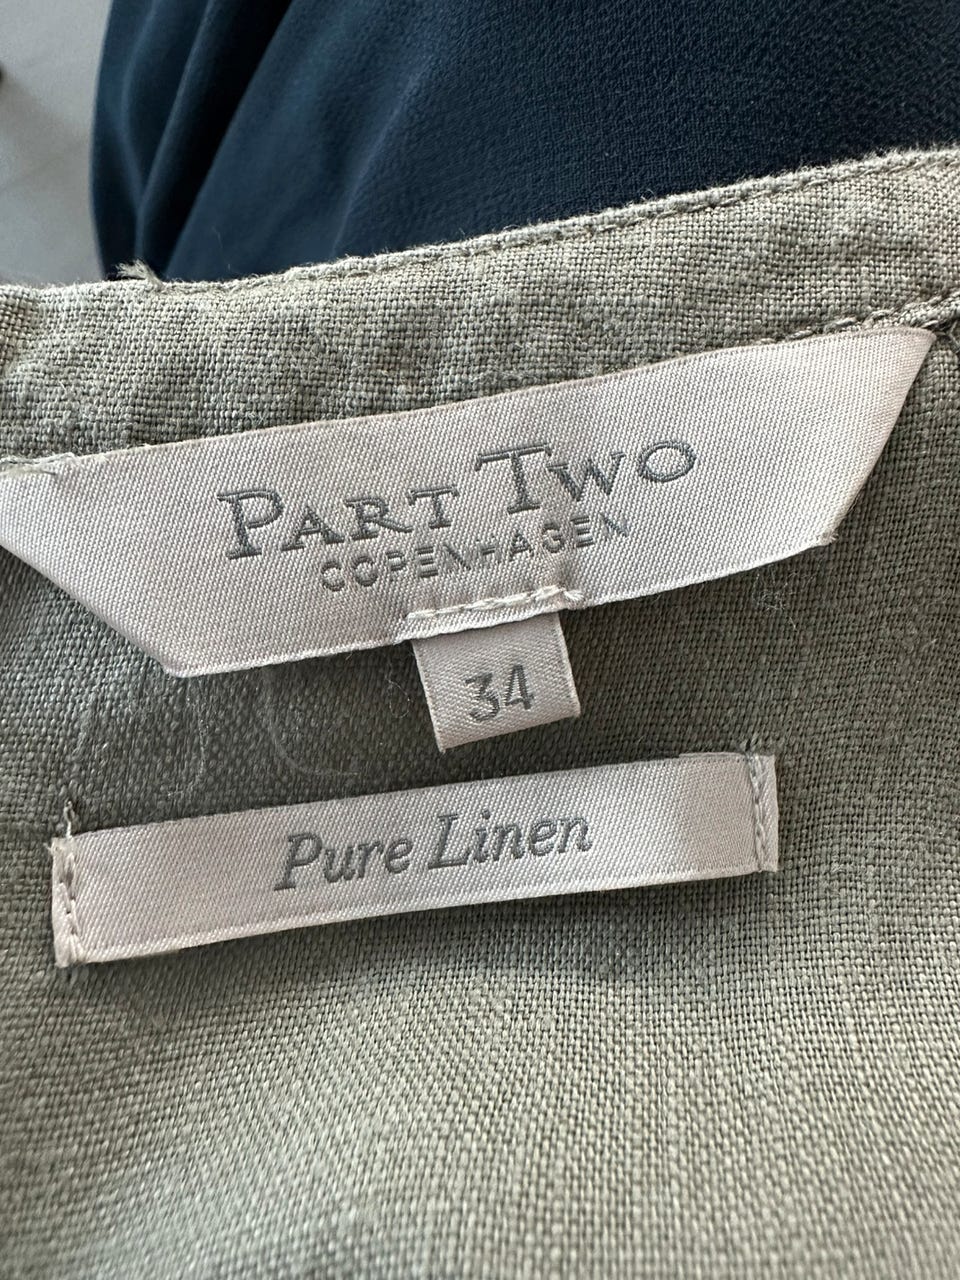 PART TWO
COPENHAGEN
34
Pure Linen